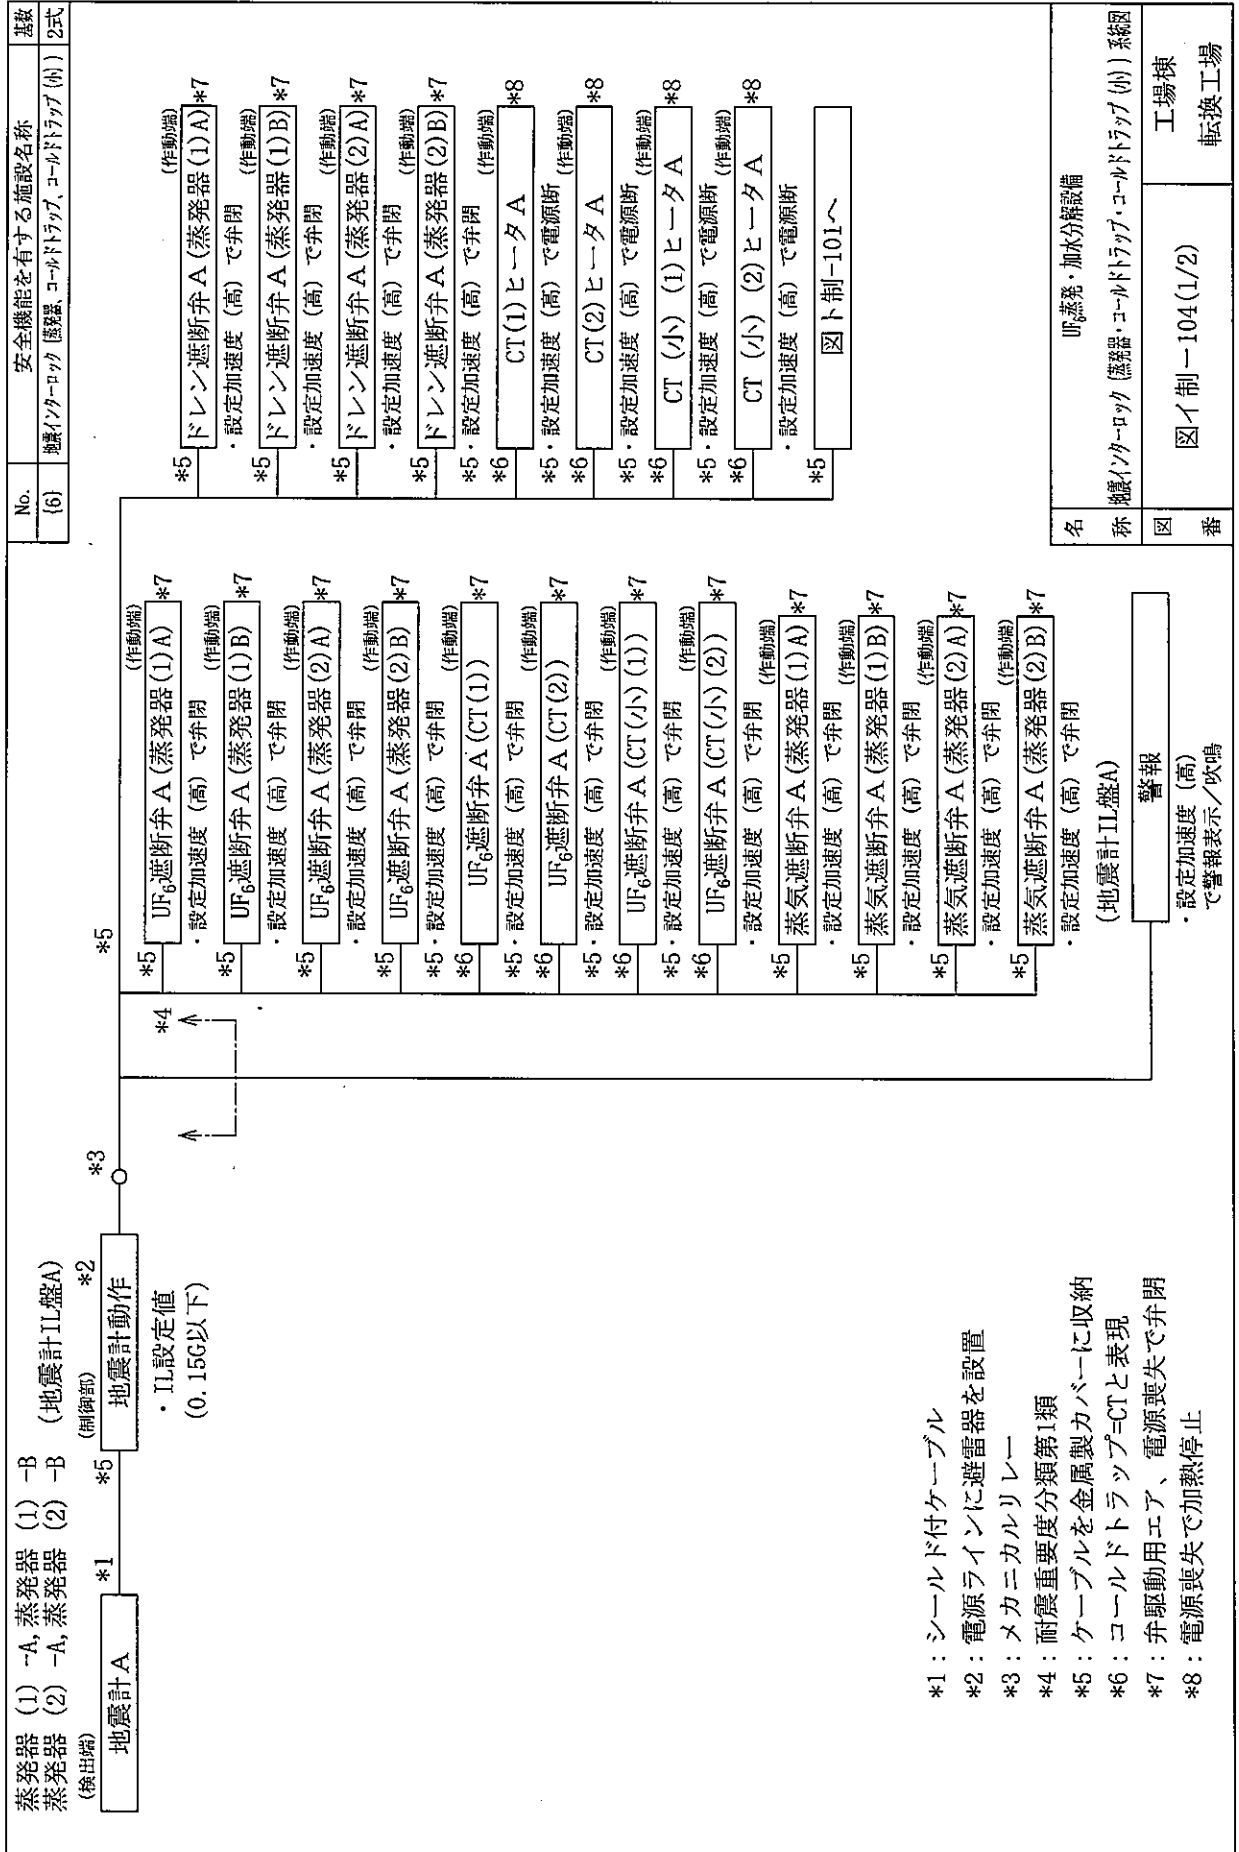 No. 安全機能を有する施設名称 基数
{6} 地震インターロック {蒸発器、コールドトラップ、コールドトラップ (小)} 2式
蒸発器 (1) -A, 蒸発器 (1) -B
蒸発器 (2) -A, 蒸発器 (2) -B
(検出端)
地震計A
*1
*5
(地震計IL盤A)
(制御部) *2
地震計動作
・IL設定値
(0.15G以下)
*3
*4
*5
(作動端)
*5 UF₆遮断弁A(蒸発器(1)A) *7
・設定加速度 (高) で弁閉
(作動端)
*5 UF₆遮断弁A(蒸発器(1)B) *7
・設定加速度 (高) で弁閉
(作動端)
*5 UF₆遮断弁A(蒸発器(2)A) *7
・設定加速度 (高) で弁閉
(作動端)
*5 UF₆遮断弁A(蒸発器(2)B) *7
*5・設定加速度 (高) で弁閉
(作動端)
*6 UF₆遮断弁A(CT(1)) *7
*5・設定加速度 (高) で弁閉
(作動端)
*6 UF₆遮断弁A(CT(2)) *7
*5・設定加速度 (高) で弁閉
(作動端)
*6 UF₆遮断弁A(CT(小)(1)) *7
*5・設定加速度 (高) で弁閉
(作動端)
*6 UF₆遮断弁A(CT(小)(2)) *7
・設定加速度 (高) で弁閉
(作動端)
*5 蒸気遮断弁A(蒸発器(1)A) *7
・設定加速度 (高) で弁閉
(作動端)
*5 蒸気遮断弁A(蒸発器(1)B) *7
・設定加速度 (高) で弁閉
(作動端)
*5 蒸気遮断弁A(蒸発器(2)A) *7
・設定加速度 (高) で弁閉
(作動端)
*5 蒸気遮断弁A(蒸発器(2)B) *7
・設定加速度 (高) で弁閉
(地震計IL盤A)
警報
・設定加速度 (高)
で警報表示/吹鳴
(作動端)
*5 ドレン遮断弁A(蒸発器(1)A) *7
・設定加速度 (高) で弁閉
(作動端)
*5 ドレン遮断弁A(蒸発器(1)B) *7
・設定加速度 (高) で弁閉
(作動端)
*5 ドレン遮断弁A(蒸発器(2)A) *7
・設定加速度 (高) で弁閉
(作動端)
*5 ドレン遮断弁A(蒸発器(2)B) *7
*5・設定加速度 (高) で弁閉
(作動端)
*6 CT(1)ヒータA *8
*5・設定加速度 (高) で電源断
(作動端)
*6 CT(2)ヒータA *8
*5・設定加速度 (高) で電源断
(作動端)
*6 CT (小) (1)ヒータA *8
*5・設定加速度 (高) で電源断
(作動端)
*6 CT (小) (2)ヒータA *8
・設定加速度 (高) で電源断
*5 図ト制-101へ
*1:シールド付ケーブル
*2:電源ラインに避雷器を設置
*3:メカニカルリレー
*4:耐震重要度分類第1類
*5:ケーブルを金属製カバーに収納
*6:コールドトラップ=CTと表現
*7:弁駆動用エア、電源喪失で弁閉
*8:電源喪失で加熱停止
名称 UF₆蒸発・加水分解設備
地震インターロック {蒸発器・コールドトラップ・コールドトラップ (小)} 系統図
図番 図イ制-104(1/2)
工場棟
転換工場